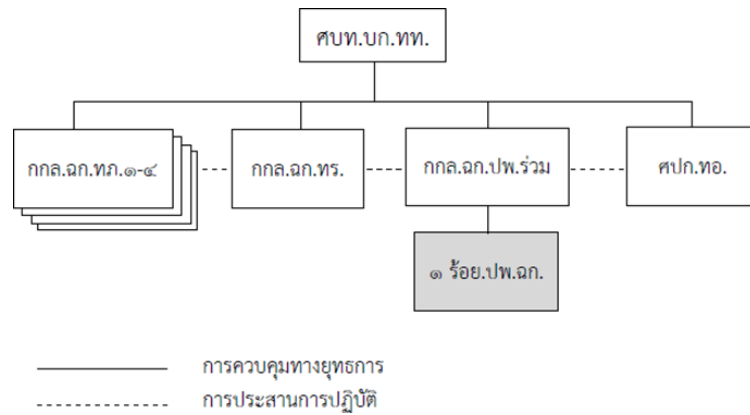 ศบท.บก.ทท.
กกล.ฉก.ทภ.๑-๔
กกล.ฉก.ทร.
กกล.ฉก.ปพ.ร่วม
ศปก.ทอ.
๑ ร้อย.ปพ.ฉก.
การควบคุมทางยุทธการ
การประสานการปฏิบัติ